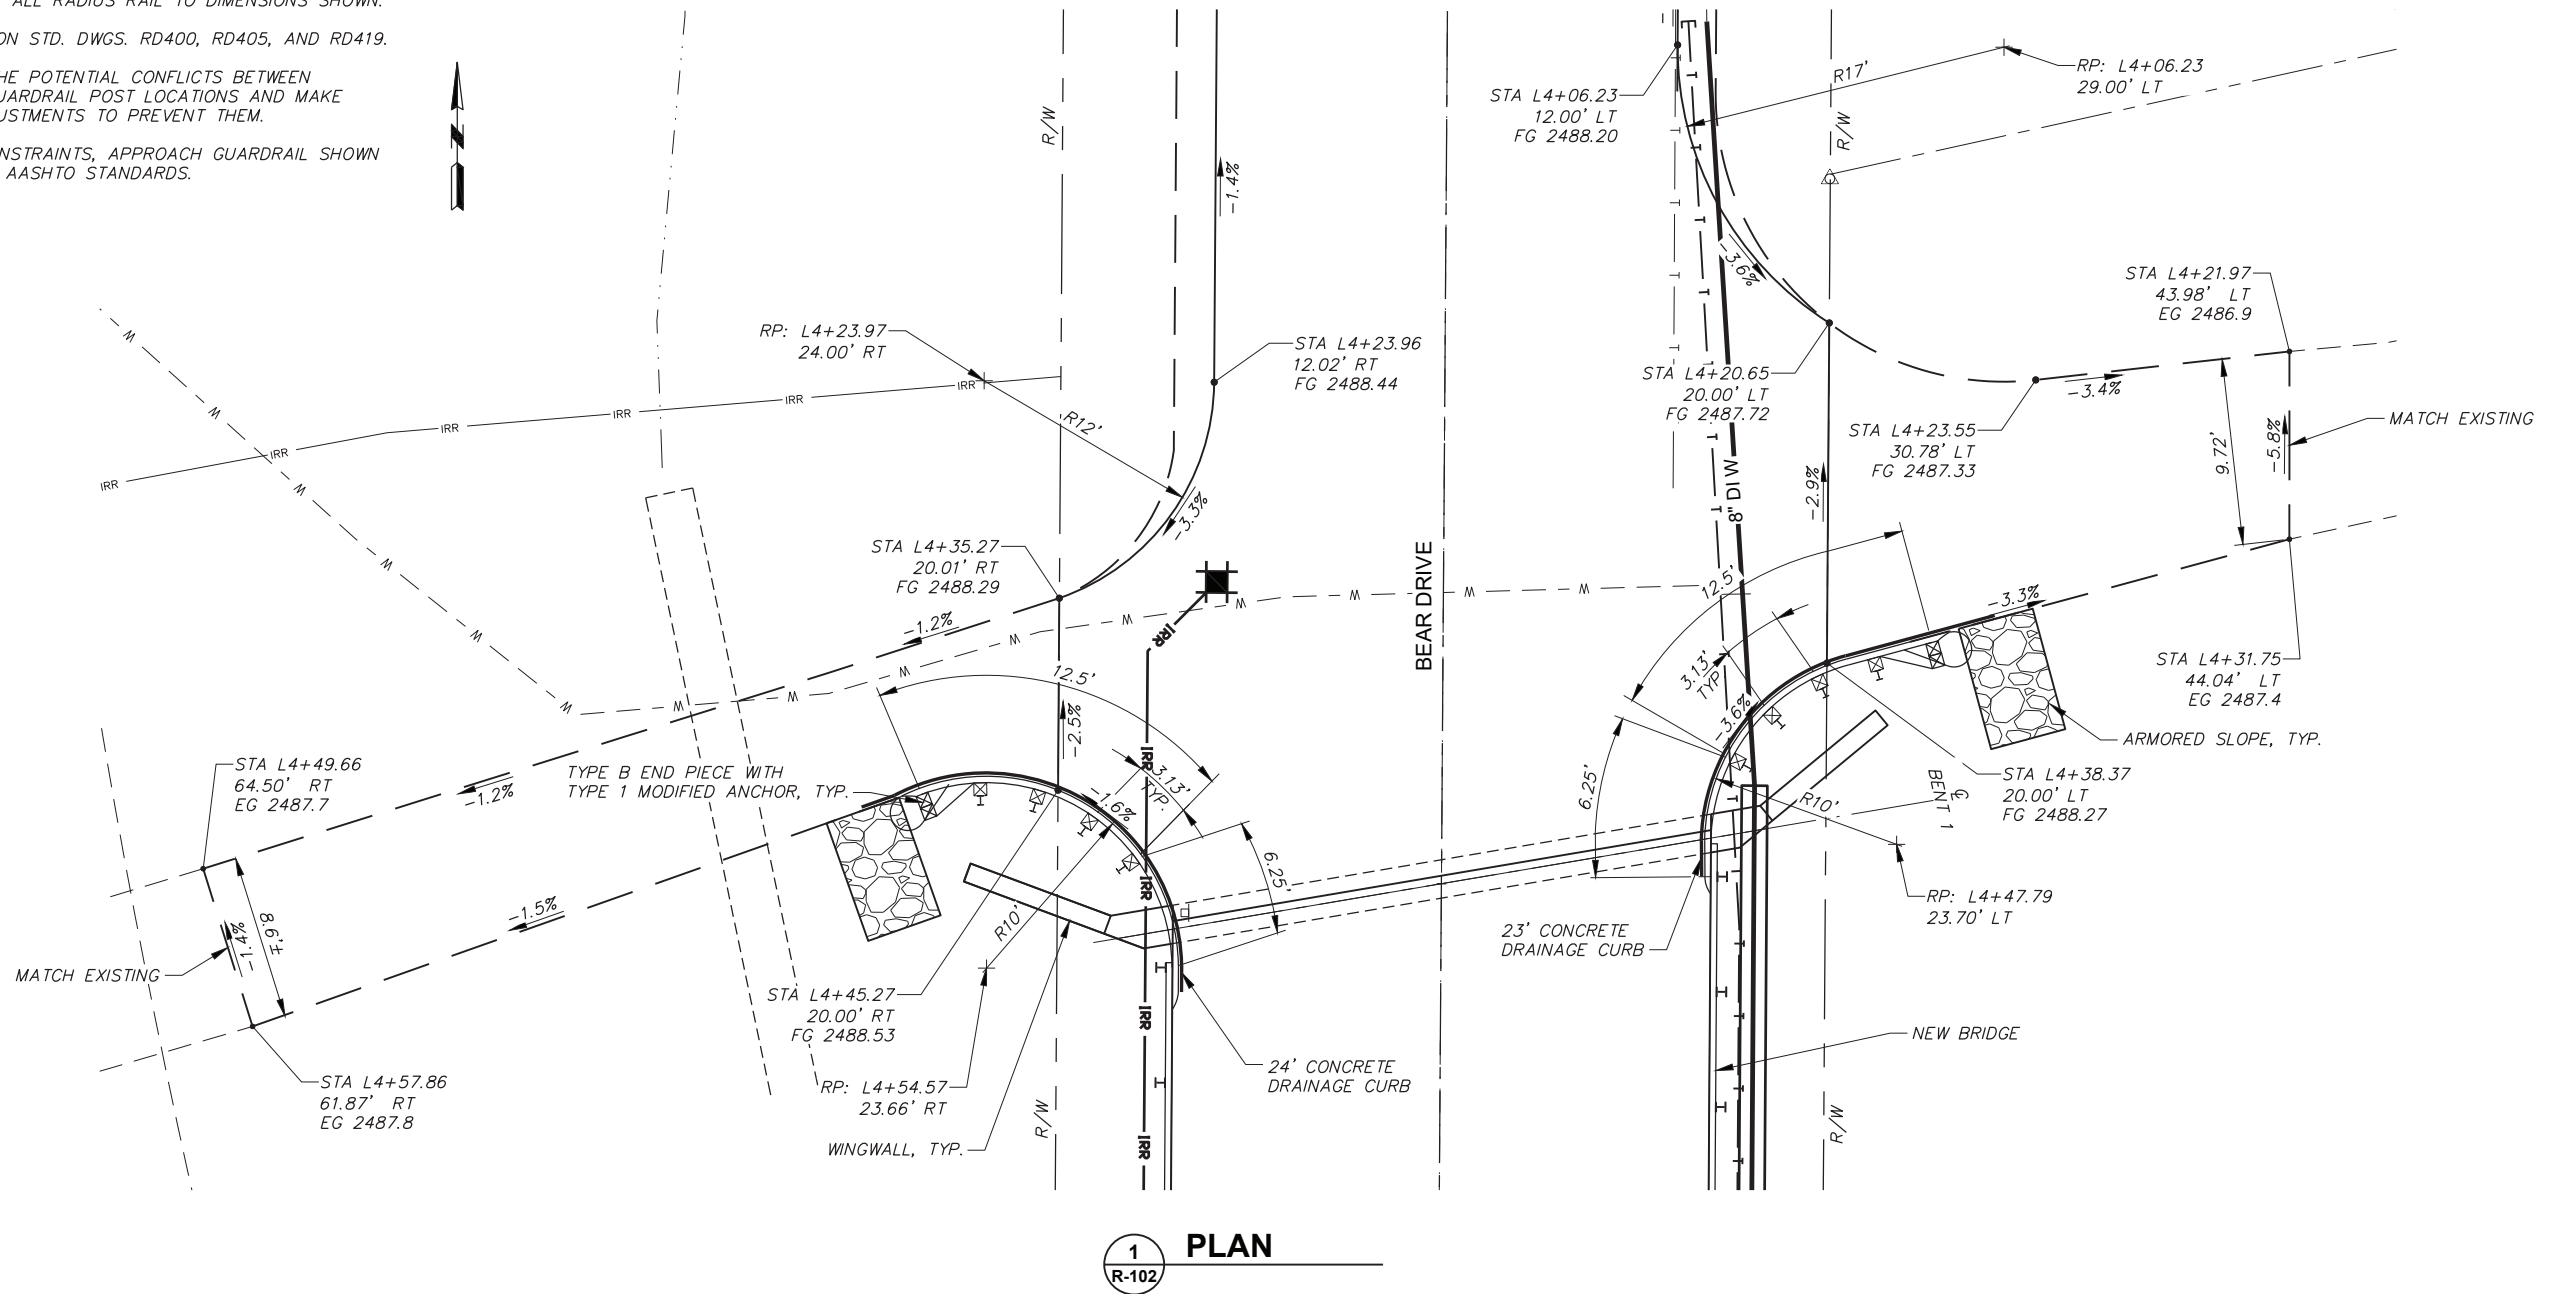 ALL RADIUS RAIL TO DIMENSIONS SHOWN.
ON STD. DWGS. RD400, RD405, AND RD419.
HE POTENTIAL CONFLICTS BETWEEN
UARDRAIL POST LOCATIONS AND MAKE
USTMENTS TO PREVENT THEM.
NSTRAINTS, APPROACH GUARDRAIL SHOWN
AASHTO STANDARDS.
N
R/W
-1.4%
STA L4+06.23
12.00' LT
FG 2488.20
R17'
RP: L4+06.23
29.00' LT
R/W
-3.6%
STA L4+21.97
43.98' LT
EG 2486.9
RP: L4+23.97
24.00' RT
STA L4+23.96
12.02' RT
FG 2488.44
R12'
-3.3%
STA L4+20.65
20.00' LT
FG 2487.72
-3.4%
STA L4+23.55
30.78' LT
FG 2487.33
9.72'
-5.8%
MATCH EXISTING
W
W
W
W
W
W
IRR
IRR
IRR
IRR
IRR
IRR
8" DI W
-2.9%
STA L4+35.27
20.01' RT
FG 2488.29
-1.2%
BEAR DRIVE
W
W
W
W
W
W
W
W
W
IRR
12.5'
3.13'
TYP.
-3.6%
-3.3%
STA L4+31.75
44.04' LT
EG 2487.4
ARMORED SLOPE, TYP.
12.5'
-2.5%
IRR
3.13'
TYP.
-1.6%
TYPE B END PIECE WITH
TYPE 1 MODIFIED ANCHOR, TYP.
STA L4+49.66
64.50' RT
EG 2487.7
-1.2%
6.25'
6.25'
R10'
℄
BENT 1
STA L4+38.37
20.00' LT
FG 2488.27
RP: L4+47.79
23.70' LT
IRR
R10'
-1.5%
-1.4%
8.6'±
MATCH EXISTING
23' CONCRETE
DRAINAGE CURB
STA L4+45.27
20.00' RT
FG 2488.53
IRR
NEW BRIDGE
24' CONCRETE
DRAINAGE CURB
STA L4+57.86
61.87' RT
EG 2487.8
RP: L4+54.57
23.66' RT
R/W
R/W
WINGWALL, TYP.
IRR
1
R-102
PLAN